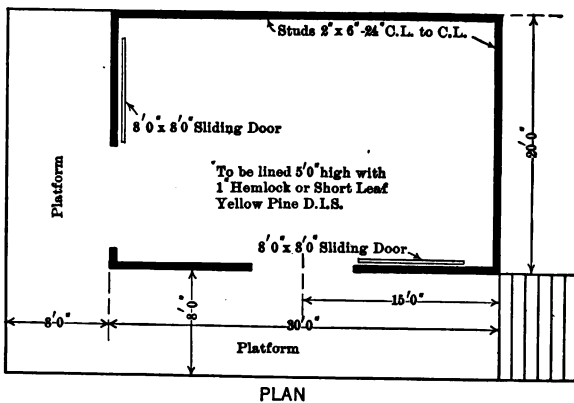 Studs 2"x 6"-24" C.L. to C.L.
8'0"x 8'0" Sliding Door
20'-0"
Platform
"To be lined 5'0" high with
1" Hemlock or Short Leaf
Yellow Pine D.I.S.
8'0"x 8'0" Sliding Door
15'0"
8'0"
8'0"
30'0"
Platform
PLAN